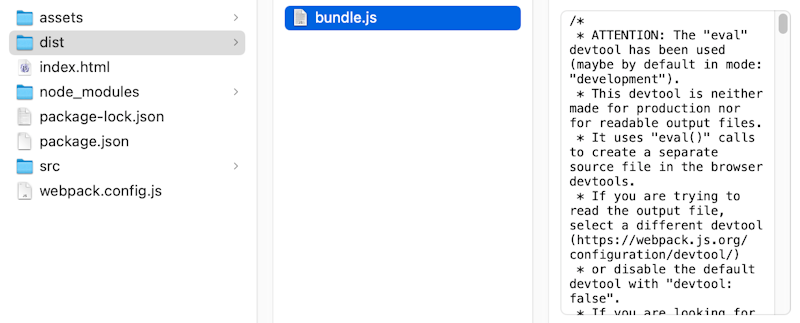 assets
dist
index.html
node_modules
package-lock.json
package.json
src
webpack.config.js
bundle.js
/*
 * ATTENTION: The "eval"
devtool has been used
(maybe by default in mode:
"development").
 * This devtool is neither
made for production nor
for readable output files.
 * It uses "eval()" calls
to create a separate
source file in the browser
devtools.
 * If you are trying to
read the output file,
select a different devtool
(https://webpack.js.org/
configuration/devtool/)
 * or disable the default
devtool with "devtool:
false".
 * If you are looking for